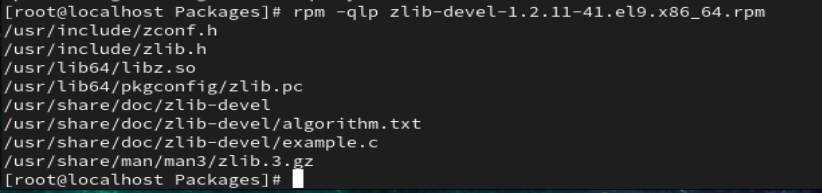 [root@localhost Packages]# rpm -qlp zlib-devel-1.2.11-41.el9.x86_64.rpm
/usr/include/zconf.h
/usr/include/zlib.h
/usr/lib64/libz.so
/usr/lib64/pkgconfig/zlib.pc
/usr/share/doc/zlib-devel
/usr/share/doc/zlib-devel/algorithm.txt
/usr/share/doc/zlib-devel/example.c
/usr/share/man/man3/zlib.3.gz
[root@localhost Packages]#